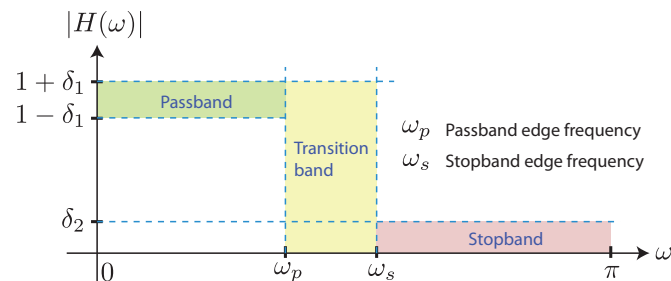 |H(ω)|
1 + δ₁
Passband
1 − δ₁
Transition
band
ωₚ Passband edge frequency
ωₛ Stopband edge frequency
δ₂
Stopband
0
ωₚ
ωₛ
π
ω